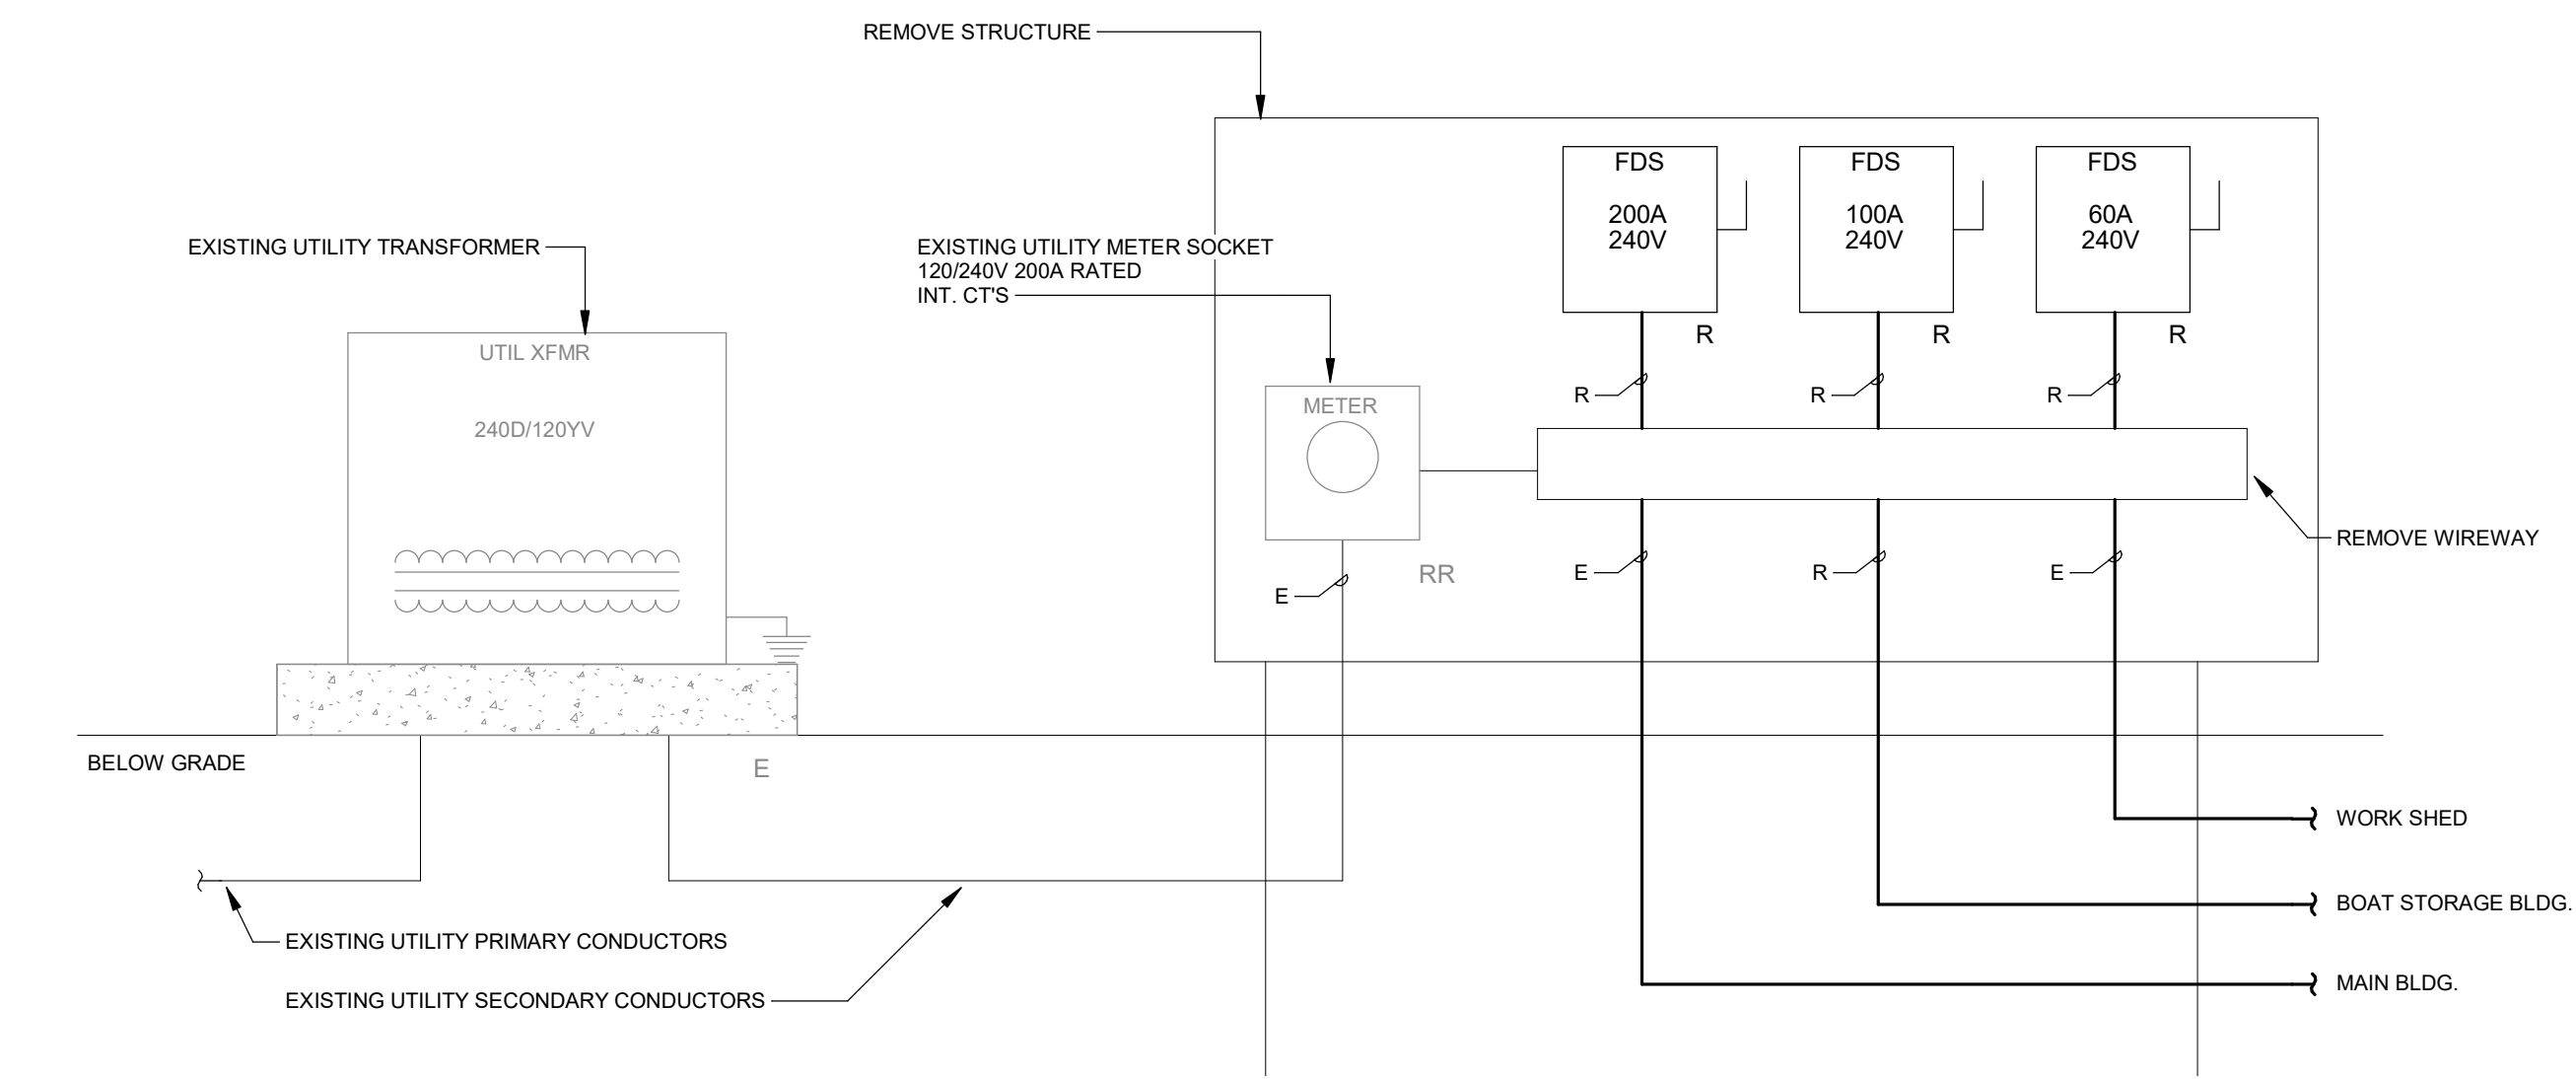 REMOVE STRUCTURE
FDS
200A
240V
FDS
100A
240V
FDS
60A
240V
EXISTING UTILITY TRANSFORMER
EXISTING UTILITY METER SOCKET
120/240V 200A RATED
INT. CT'S
R
R
R
UTIL XFMR
240D/120YV
METER
R
R
R
REMOVE WIREWAY
E
RR
E
R
E
BELOW GRADE
E
WORK SHED
BOAT STORAGE BLDG.
MAIN BLDG.
EXISTING UTILITY PRIMARY CONDUCTORS
EXISTING UTILITY SECONDARY CONDUCTORS